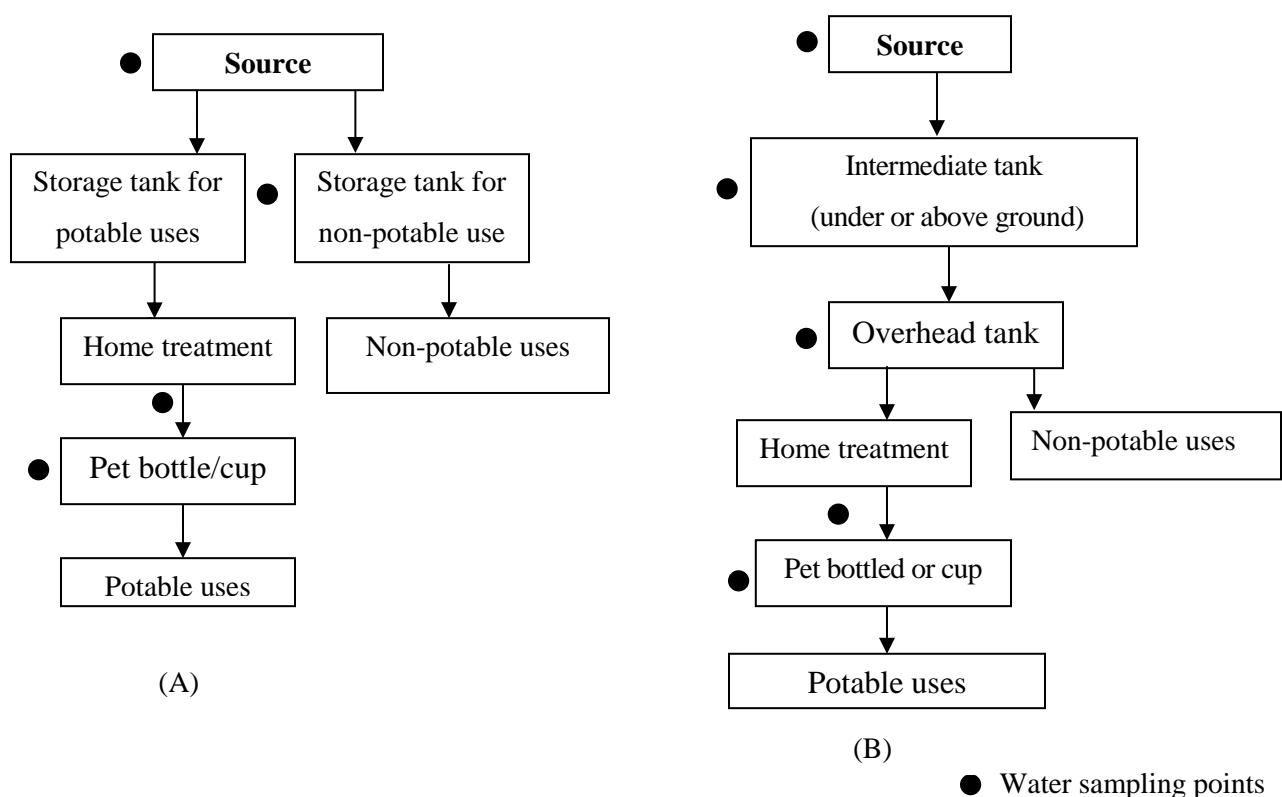 Source
Storage tank for
potable uses
Storage tank for
non-potable use
Home treatment
Non-potable uses
Pet bottle/cup
Potable uses
(A)
Source
Intermediate tank
(under or above ground)
Overhead tank
Home treatment
Non-potable uses
Pet bottled or cup
Potable uses
(B)
Water sampling points